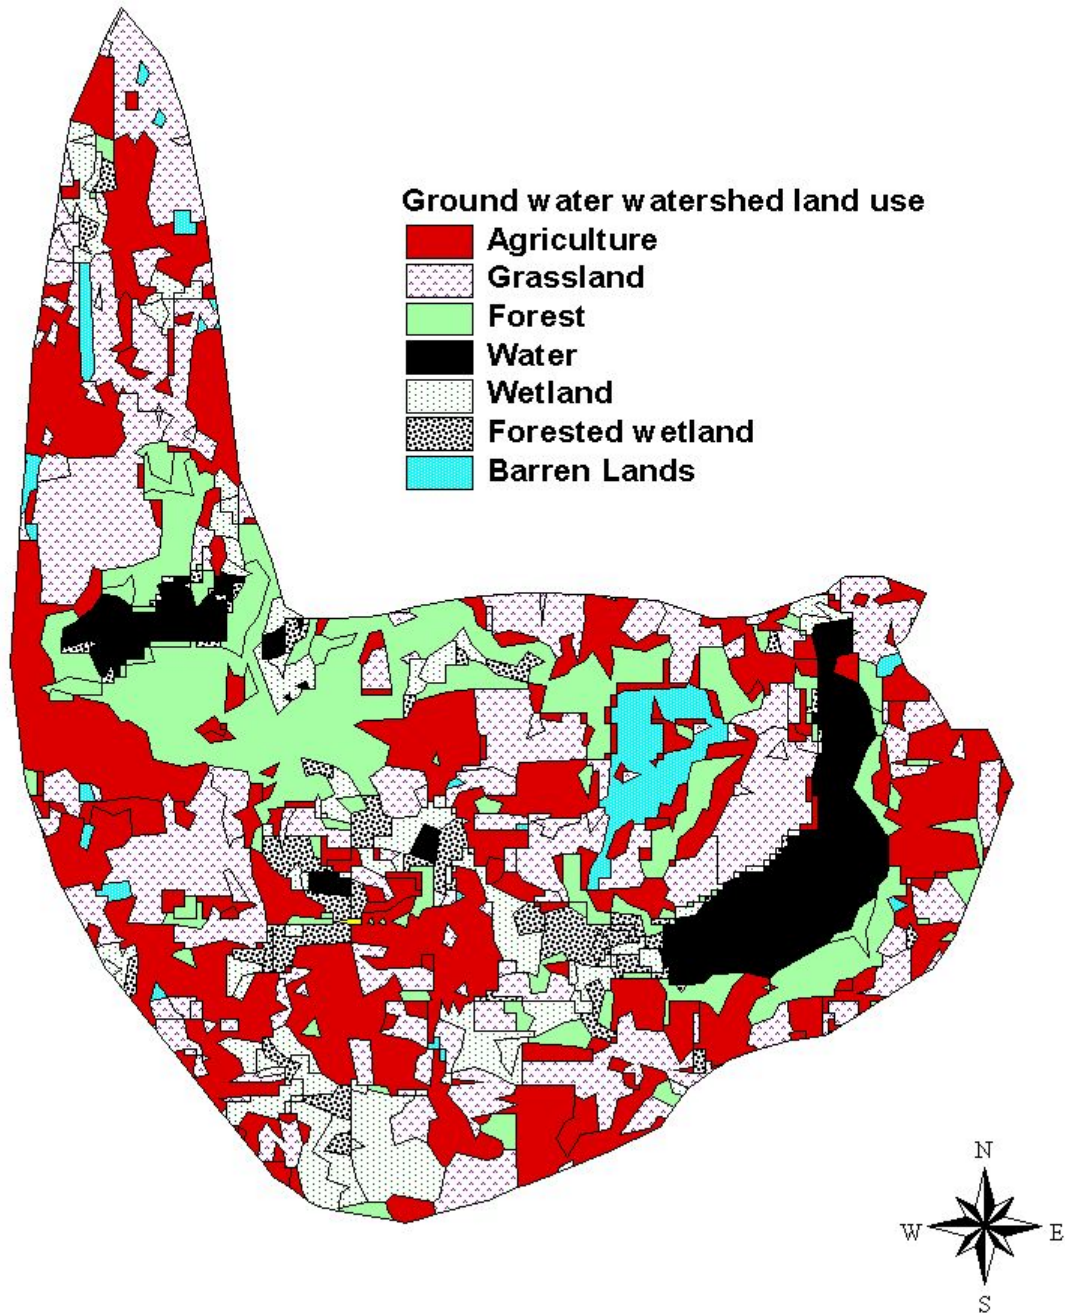 Ground water watershed land use
Agriculture
Grassland
Forest
Water
Wetland
Forested wetland
Barren Lands
N
W E
S